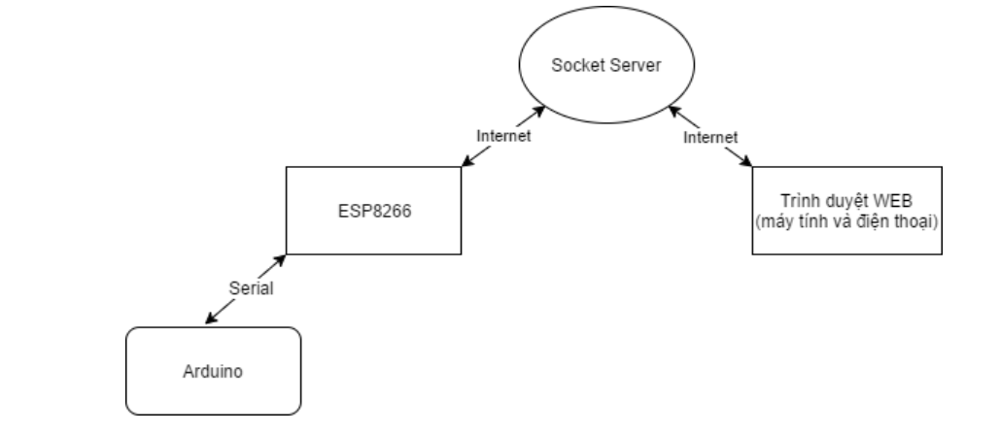 Socket Server
Internet
Internet
ESP8266
Trình duyệt WEB
(máy tính và điện thoại)
Serial
Arduino